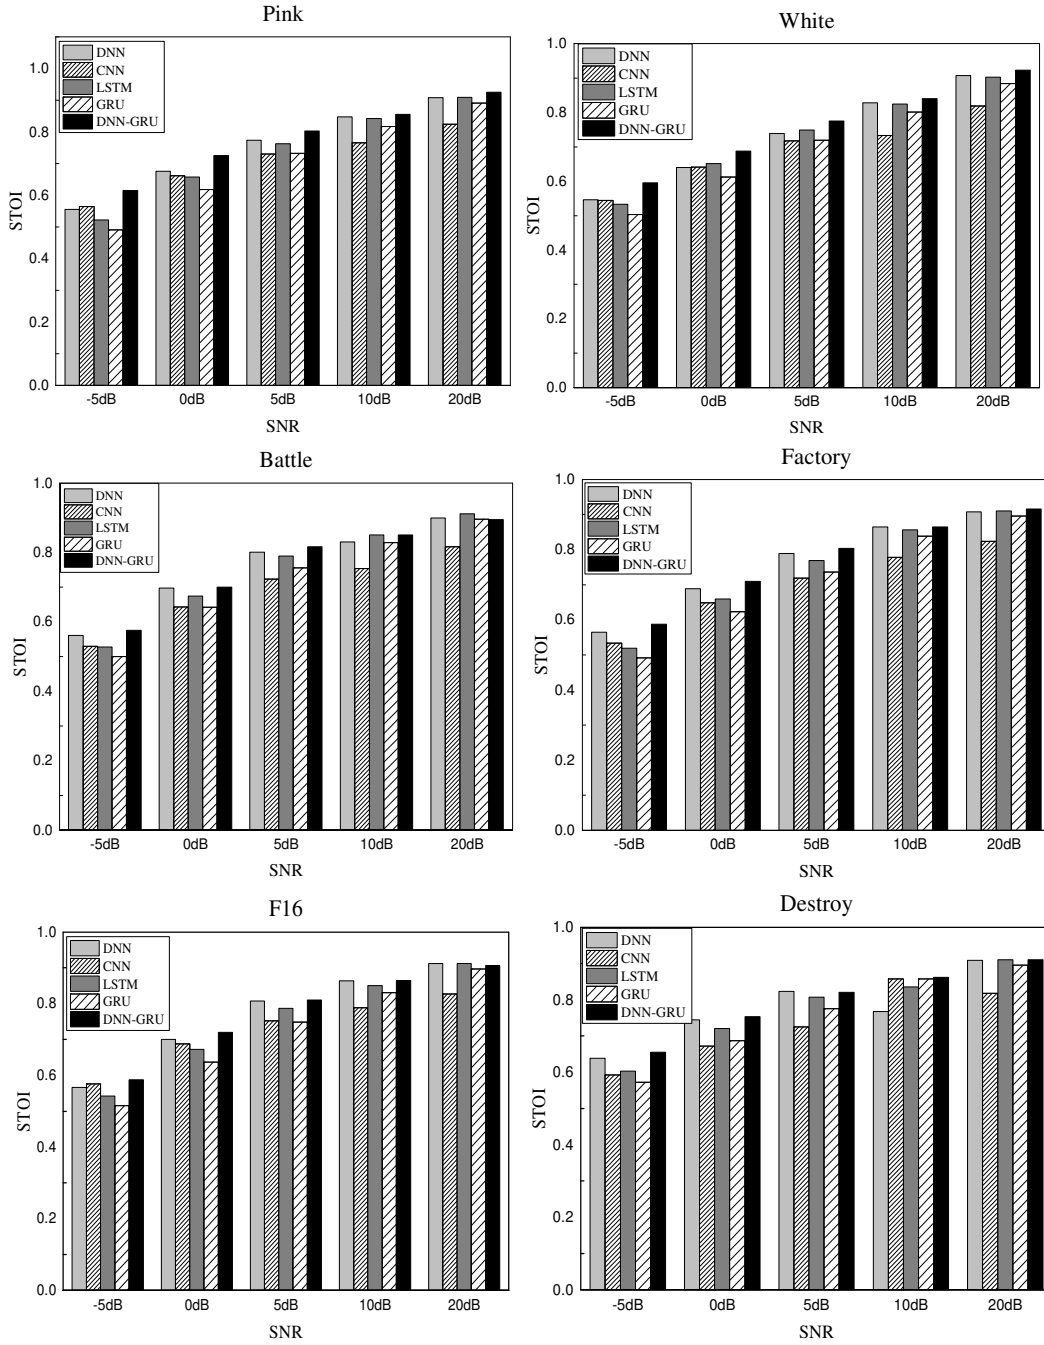 Pink
STOI
1.0
0.8
0.6
0.4
0.2
0.0
DNN
CNN
LSTM
GRU
DNN-GRU
-5dB 0dB 5dB 10dB 20dB
SNR
White
STOI
1.0
0.8
0.6
0.4
0.2
0.0
DNN
CNN
LSTM
GRU
DNN-GRU
-5dB 0dB 5dB 10dB 20dB
SNR
Battle
STOI
1.0
0.8
0.6
0.4
0.2
0.0
DNN
CNN
LSTM
GRU
DNN-GRU
-5dB 0dB 5dB 10dB 20dB
SNR
Factory
STOI
1.0
0.8
0.6
0.4
0.2
0.0
DNN
CNN
LSTM
GRU
DNN-GRU
-5dB 0dB 5dB 10dB 20dB
SNR
F16
STOI
1.0
0.8
0.6
0.4
0.2
0.0
DNN
CNN
LSTM
GRU
DNN-GRU
-5dB 0dB 5dB 10dB 20dB
SNR
Destroy
STOI
1.0
0.8
0.6
0.4
0.2
0.0
DNN
CNN
LSTM
GRU
DNN-GRU
-5dB 0dB 5dB 10dB 20dB
SNR